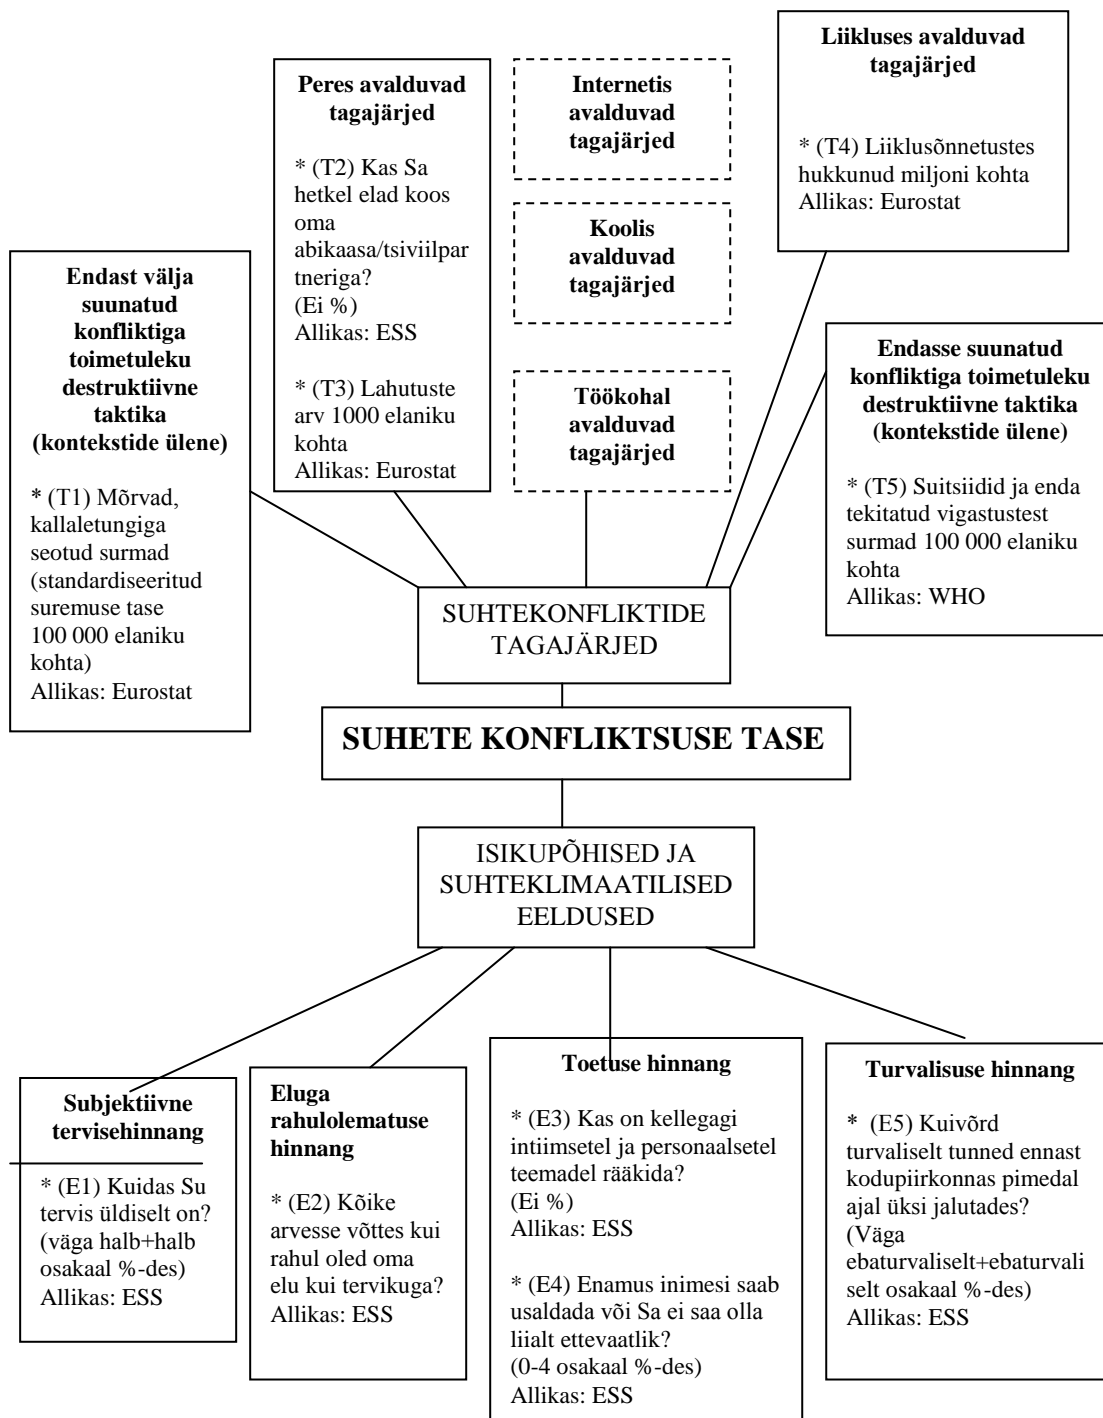 Liikluses avalduvad
tagajärjed
* (T4) Liiklusõnnetustes
hukkunud miljoni kohta
Allikas: Eurostat
Peres avalduvad
tagajärjed
* (T2) Kas Sa
hetkel elad koos
oma
abikaasa/tsiviilpar
tneriga?
(Ei %)
Allikas: ESS
* (T3) Lahutuste
arv 1000 elaniku
kohta
Allikas: Eurostat
Internetis
avalduvad
tagajärjed
Koolis
avalduvad
tagajärjed
Töökohal
avalduvad
tagajärjed
Endast välja
suunatud
konfliktiga
toimetuleku
destruktiivne
taktika
(kontekstide ülene)
* (T1) Mõrvad,
kallaletungiga
seotud surmad
(standardiseeritud
suremuse tase
100 000 elaniku
kohta)
Allikas: Eurostat
Endasse suunatud
konfliktiga toimetuleku
destruktiivne taktika
(kontekstide ülene)
* (T5) Suitsiidid ja enda
tekitatud vigastustest
surmad 100 000 elaniku
kohta
Allikas: WHO
SUHTEKONFLIKTIDE
TAGAJÄRJED
SUHETE KONFLIKTSUSE TASE
ISIKUPÕHISED JA
SUHTEKLIMAATILISED
EELDUSED
Subjektiivne
tervisehinnang
* (E1) Kuidas Su
tervis üldiselt on?
(väga halb+halb
osakaal %-des)
Allikas: ESS
Eluga
rahulolematuse
hinnang
* (E2) Kõike
arvesse võttes kui
rahul oled oma
elu kui tervikuga?
Allikas: ESS
Toetuse hinnang
* (E3) Kas on kellegagi
intiimsetel ja personaalsetel
teemadel rääkida?
(Ei %)
Allikas: ESS
* (E4) Enamus inimesi saab
usaldada või Sa ei saa olla
liialt ettevaatlik?
(0-4 osakaal %-des)
Allikas: ESS
Turvalisuse hinnang
* (E5) Kuivõrd
turvaliselt tunned ennast
kodupiirkonnas pimedal
ajal üksi jalutades?
(Väga
ebaturvaliselt+ebaturvali
selt osakaal %-des)
Allikas: ESS